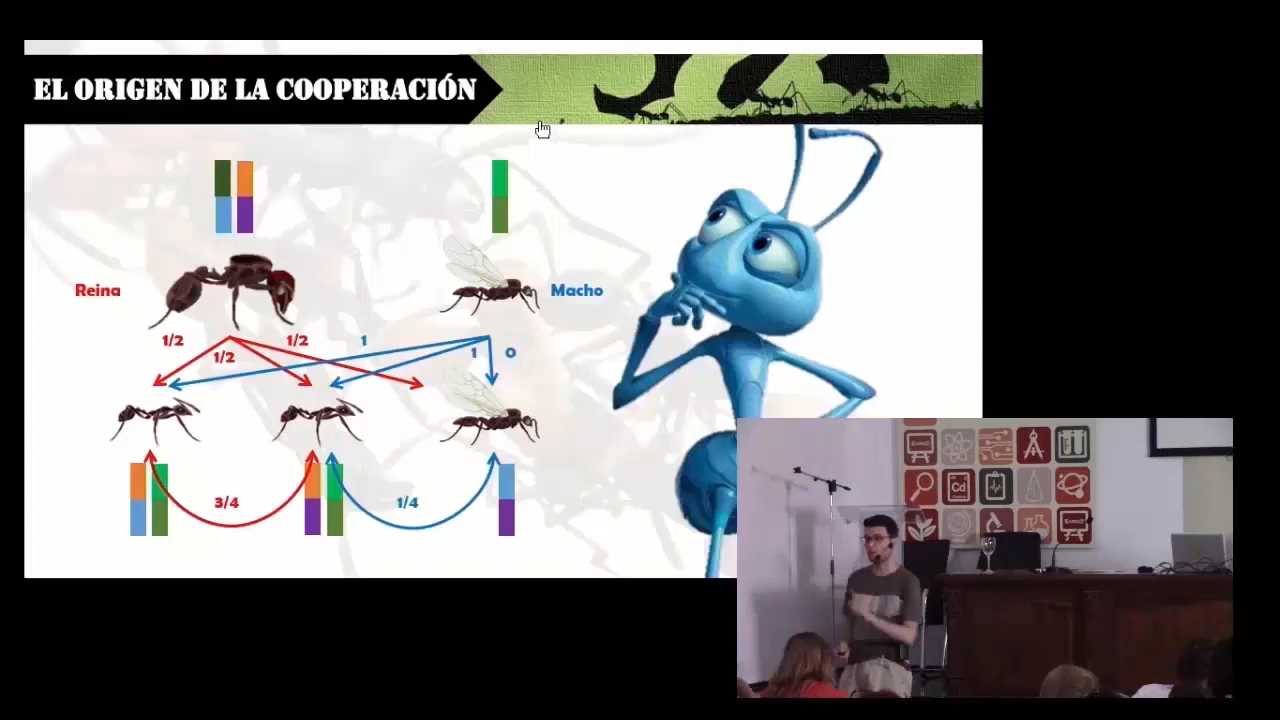 EL ORIGEN DE LA COOPERACIÓN
Reina
Macho
1/2
1/2
1/2
1
1
0
3/4
1/4
Cd